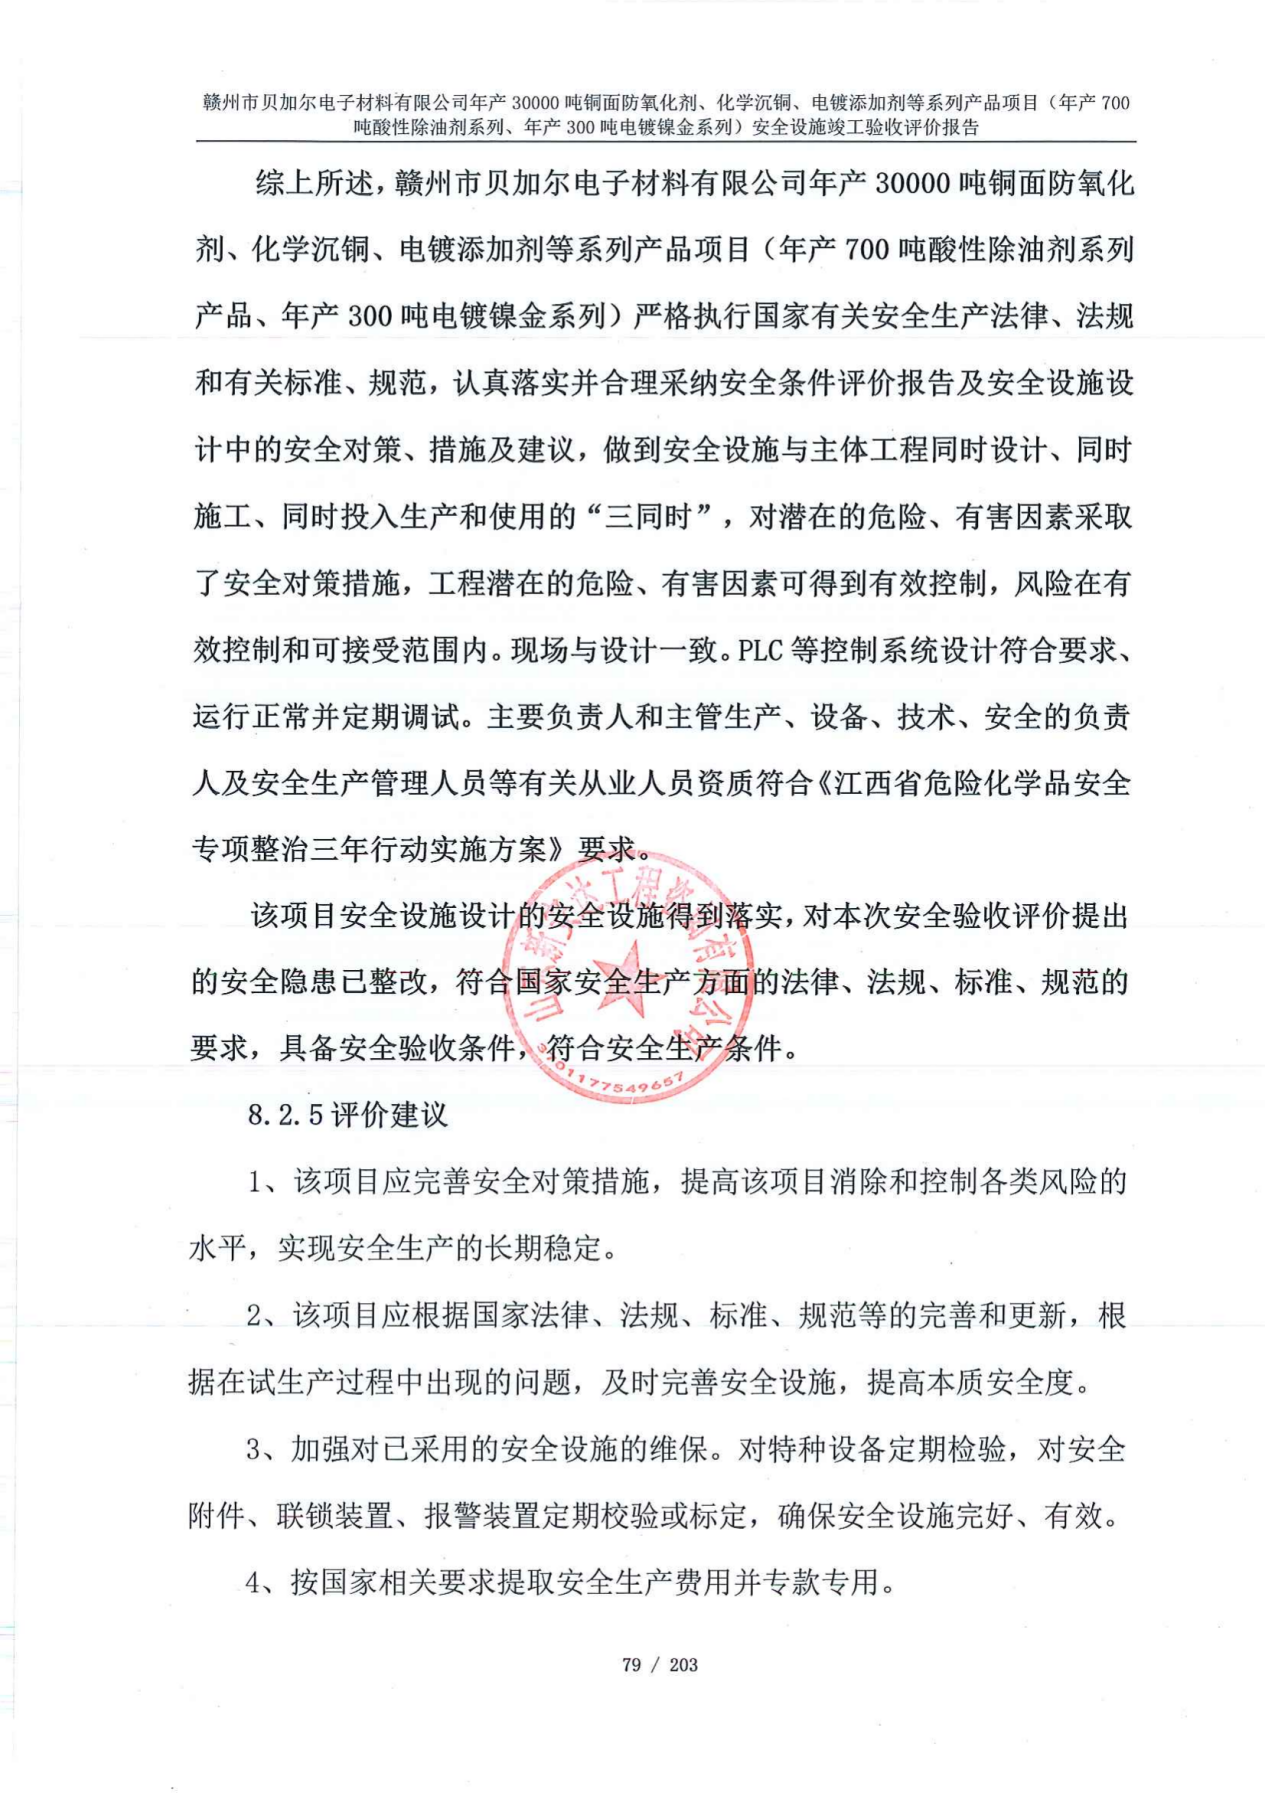 赣州市贝加尔电子材料有限公司年产 30000 吨铜面防氧化剂、化学沉铜、电镀添加剂等系列产品项目（年产 700
吨酸性除油剂系列、年产 300 吨电镀镍金系列）安全设施竣工验收评价报告
综上所述，赣州市贝加尔电子材料有限公司年产 30000 吨铜面防氧化
剂、化学沉铜、电镀添加剂等系列产品项目（年产 700 吨酸性除油剂系列
产品、年产 300 吨电镀镍金系列）严格执行国家有关安全生产法律、法规
和有关标准、规范，认真落实并合理采纳安全条件评价报告及安全设施设
计中的安全对策、措施及建议，做到安全设施与主体工程同时设计、同时
施工、同时投入生产和使用的“三同时”，对潜在的危险、有害因素采取
了安全对策措施，工程潜在的危险、有害因素可得到有效控制，风险在有
效控制和可接受范围内。现场与设计一致。PLC 等控制系统设计符合要求、
运行正常并定期调试。主要负责人和主管生产、设备、技术、安全的负责
人及安全生产管理人员等有关从业人员资质符合《江西省危险化学品安全
专项整治三年行动实施方案》要求。
该项目安全设施设计的安全设施得到落实，对本次安全验收评价提出
的安全隐患已整改，符合国家安全生产方面的法律、法规、标准、规范的
要求，具备安全验收条件，符合安全生产条件。
8.2.5 评价建议
1、该项目应完善安全对策措施，提高该项目消除和控制各类风险的
水平，实现安全生产的长期稳定。
2、该项目应根据国家法律、法规、标准、规范等的完善和更新，根
据在试生产过程中出现的问题，及时完善安全设施，提高本质安全度。
3、加强对已采用的安全设施的维保。对特种设备定期检验，对安全
附件、联锁装置、报警装置定期校验或标定，确保安全设施完好、有效。
4、按国家相关要求提取安全生产费用并专款专用。
79 / 203
3701177549657